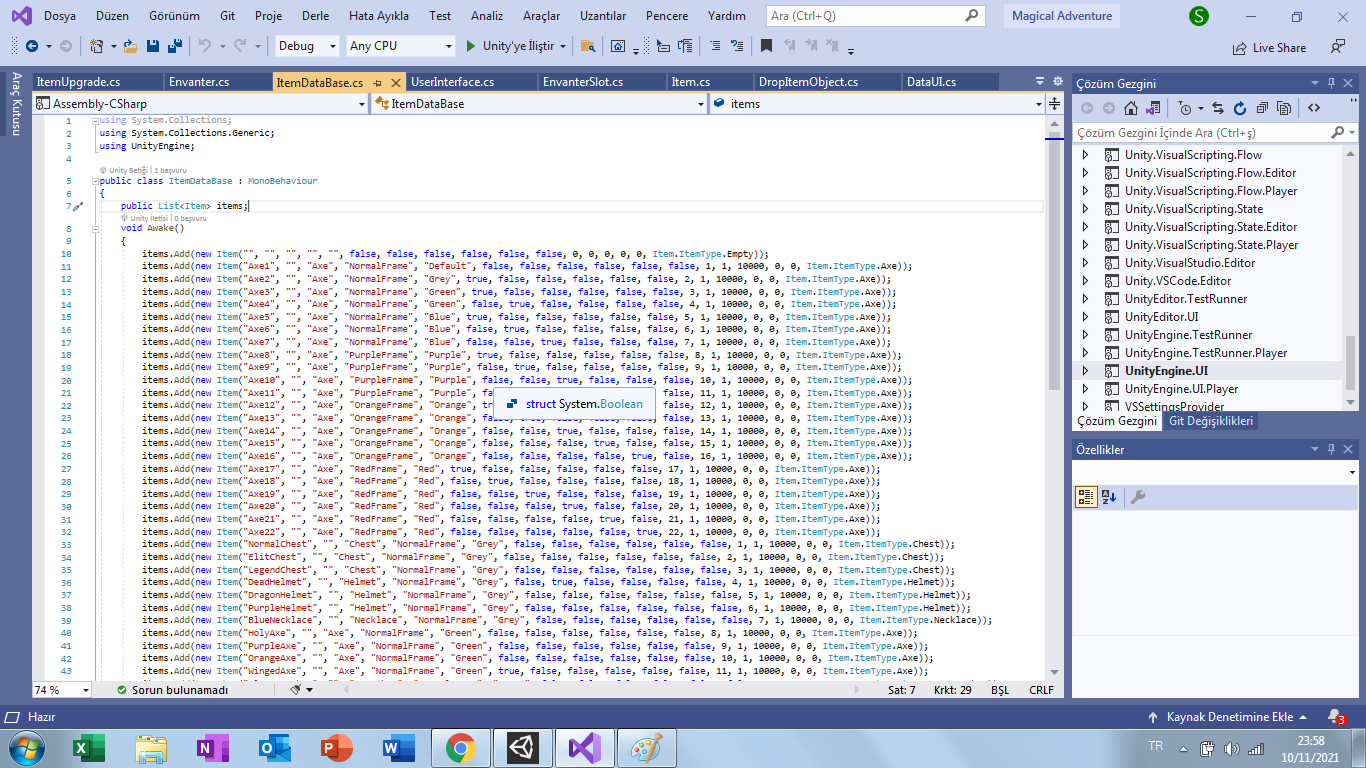 Dosya Düzen Görünüm Git Proje Derle Hata Ayıkla Test Analiz Araçlar Uzantılar Pencere Yardım Ara (Ctrl+Q) Magical Adventure S
Debug Any CPU Unity'ye İliştir Live Share
Araç Kutusu
ItemUpgrade.cs Envanter.cs ItemDataBase.cs UserInterface.cs EnvanterSlot.cs Item.cs DropItemObject.cs DataUI.cs
Assembly-CSharp ItemDataBase items
1 using System.Collections;
2 using System.Collections.Generic;
3 using UnityEngine;
4
Unity Betiği | 1 başvuru
5 public class ItemDataBase : MonoBehaviour
6 {
7 public List<Item> items;
Unity İletisi | 0 başvuru
8 void Awake()
9 {
10 items.Add(new Item("", "", "", "", "", false, false, false, false, false, false, 0, 0, 0, 0, 0, Item.ItemType.Empty));
11 items.Add(new Item("Axe1", "", "Axe", "NormalFrame", "Default", false, false, false, false, false, false, 1, 1, 10000, 0, 0, Item.ItemType.Axe));
12 items.Add(new Item("Axe2", "", "Axe", "NormalFrame", "Grey", true, false, false, false, false, false, 2, 1, 10000, 0, 0, Item.ItemType.Axe));
13 items.Add(new Item("Axe3", "", "Axe", "NormalFrame", "Green", true, false, false, false, false, false, 3, 1, 10000, 0, 0, Item.ItemType.Axe));
14 items.Add(new Item("Axe4", "", "Axe", "NormalFrame", "Green", false, true, false, false, false, false, 4, 1, 10000, 0, 0, Item.ItemType.Axe));
15 items.Add(new Item("Axe5", "", "Axe", "NormalFrame", "Blue", true, false, false, false, false, false, 5, 1, 10000, 0, 0, Item.ItemType.Axe));
16 items.Add(new Item("Axe6", "", "Axe", "NormalFrame", "Blue", false, true, false, false, false, false, 6, 1, 10000, 0, 0, Item.ItemType.Axe));
17 items.Add(new Item("Axe7", "", "Axe", "NormalFrame", "Blue", false, false, true, false, false, false, 7, 1, 10000, 0, 0, Item.ItemType.Axe));
18 items.Add(new Item("Axe8", "", "Axe", "PurpleFrame", "Purple", true, false, false, false, false, false, 8, 1, 10000, 0, 0, Item.ItemType.Axe));
19 items.Add(new Item("Axe9", "", "Axe", "PurpleFrame", "Purple", false, true, false, false, false, false, 9, 1, 10000, 0, 0, Item.ItemType.Axe));
20 items.Add(new Item("Axe10", "", "Axe", "PurpleFrame", "Purple", false, false, true, false, false, false, 10, 1, 10000, 0, 0, Item.ItemType.Axe));
21 items.Add(new Item("Axe11", "", "Axe", "PurpleFrame", "Purple", false, 11, 1, 10000, 0, 0, Item.ItemType.Axe));
22 items.Add(new Item("Axe12", "", "Axe", "OrangeFrame", "Orange", false, 12, 1, 10000, 0, 0, Item.ItemType.Axe));
struct System.Boolean
23 items.Add(new Item("Axe13", "", "Axe", "OrangeFrame", "Orange", false, 13, 1, 10000, 0, 0, Item.ItemType.Axe));
24 items.Add(new Item("Axe14", "", "Axe", "OrangeFrame", "Orange", false, false, true, false, false, false, 14, 1, 10000, 0, 0, Item.ItemType.Axe));
25 items.Add(new Item("Axe15", "", "Axe", "OrangeFrame", "Orange", false, false, false, true, false, false, 15, 1, 10000, 0, 0, Item.ItemType.Axe));
26 items.Add(new Item("Axe16", "", "Axe", "OrangeFrame", "Orange", false, false, false, false, true, false, 16, 1, 10000, 0, 0, Item.ItemType.Axe));
27 items.Add(new Item("Axe17", "", "Axe", "RedFrame", "Red", true, false, false, false, false, false, 17, 1, 10000, 0, 0, Item.ItemType.Axe));
28 items.Add(new Item("Axe18", "", "Axe", "RedFrame", "Red", false, true, false, false, false, false, 18, 1, 10000, 0, 0, Item.ItemType.Axe));
29 items.Add(new Item("Axe19", "", "Axe", "RedFrame", "Red", false, false, true, false, false, false, 19, 1, 10000, 0, 0, Item.ItemType.Axe));
30 items.Add(new Item("Axe20", "", "Axe", "RedFrame", "Red", false, false, false, true, false, false, 20, 1, 10000, 0, 0, Item.ItemType.Axe));
31 items.Add(new Item("Axe21", "", "Axe", "RedFrame", "Red", false, false, false, false, true, false, 21, 1, 10000, 0, 0, Item.ItemType.Axe));
32 items.Add(new Item("Axe22", "", "Axe", "RedFrame", "Red", false, false, false, false, false, true, 22, 1, 10000, 0, 0, Item.ItemType.Axe));
33 items.Add(new Item("NormalChest", "", "Chest", "NormalFrame", "Grey", false, false, false, false, false, false, 1, 1, 10000, 0, 0, Item.ItemType.Chest));
34 items.Add(new Item("ElitChest", "", "Chest", "NormalFrame", "Grey", false, false, false, false, false, false, 2, 1, 10000, 0, 0, Item.ItemType.Chest));
35 items.Add(new Item("LegendChest", "", "Chest", "NormalFrame", "Grey", false, false, false, false, false, false, 3, 1, 10000, 0, 0, Item.ItemType.Chest));
36 items.Add(new Item("DeadHelmet", "", "Helmet", "NormalFrame", "Grey", false, true, false, false, false, false, 4, 1, 10000, 0, 0, Item.ItemType.Helmet));
37 items.Add(new Item("DragonHelmet", "", "Helmet", "NormalFrame", "Grey", false, false, false, false, false, false, 5, 1, 10000, 0, 0, Item.ItemType.Helmet));
38 items.Add(new Item("PurpleHelmet", "", "Helmet", "NormalFrame", "Grey", false, false, false, false, false, false, 6, 1, 10000, 0, 0, Item.ItemType.Helmet));
39 items.Add(new Item("BlueNecklace", "", "Necklace", "NormalFrame", "Grey", false, false, false, false, false, false, 7, 1, 10000, 0, 0, Item.ItemType.Necklace));
40 items.Add(new Item("HolyAxe", "", "Axe", "NormalFrame", "Green", false, false, false, false, false, false, 8, 1, 10000, 0, 0, Item.ItemType.Axe));
41 items.Add(new Item("PurpleAxe", "", "Axe", "NormalFrame", "Green", false, false, false, false, false, false, 9, 1, 10000, 0, 0, Item.ItemType.Axe));
42 items.Add(new Item("OrangeAxe", "", "Axe", "NormalFrame", "Green", false, false, false, false, false, false, 10, 1, 10000, 0, 0, Item.ItemType.Axe));
43 items.Add(new Item("WingedAxe", "", "Axe", "NormalFrame", "Green", true, false, false, false, false, false, 11, 1, 10000, 0, 0, Item.ItemType.Axe));
74 % Sorun bulunamadı Sat: 7 Krkt: 29 BŞL CRLF
Çözüm Gezgini
Çözüm Gezgini İçinde Ara (Ctrl+ş)
Unity.VisualScripting.Flow
Unity.VisualScripting.Flow.Editor
Unity.VisualScripting.Flow.Player
Unity.VisualScripting.State
Unity.VisualScripting.State.Editor
Unity.VisualScripting.State.Player
Unity.VisualStudio.Editor
Unity.VSCode.Editor
UnityEditor.TestRunner
UnityEditor.UI
UnityEngine.TestRunner
UnityEngine.TestRunner.Player
UnityEngine.UI
UnityEngine.UI.Player
VSSettingsProvider
Çözüm Gezgini Git Değişiklikleri
Özellikler
Hazır Kaynak Denetimine Ekle 3
TR 23:58
10/11/2021